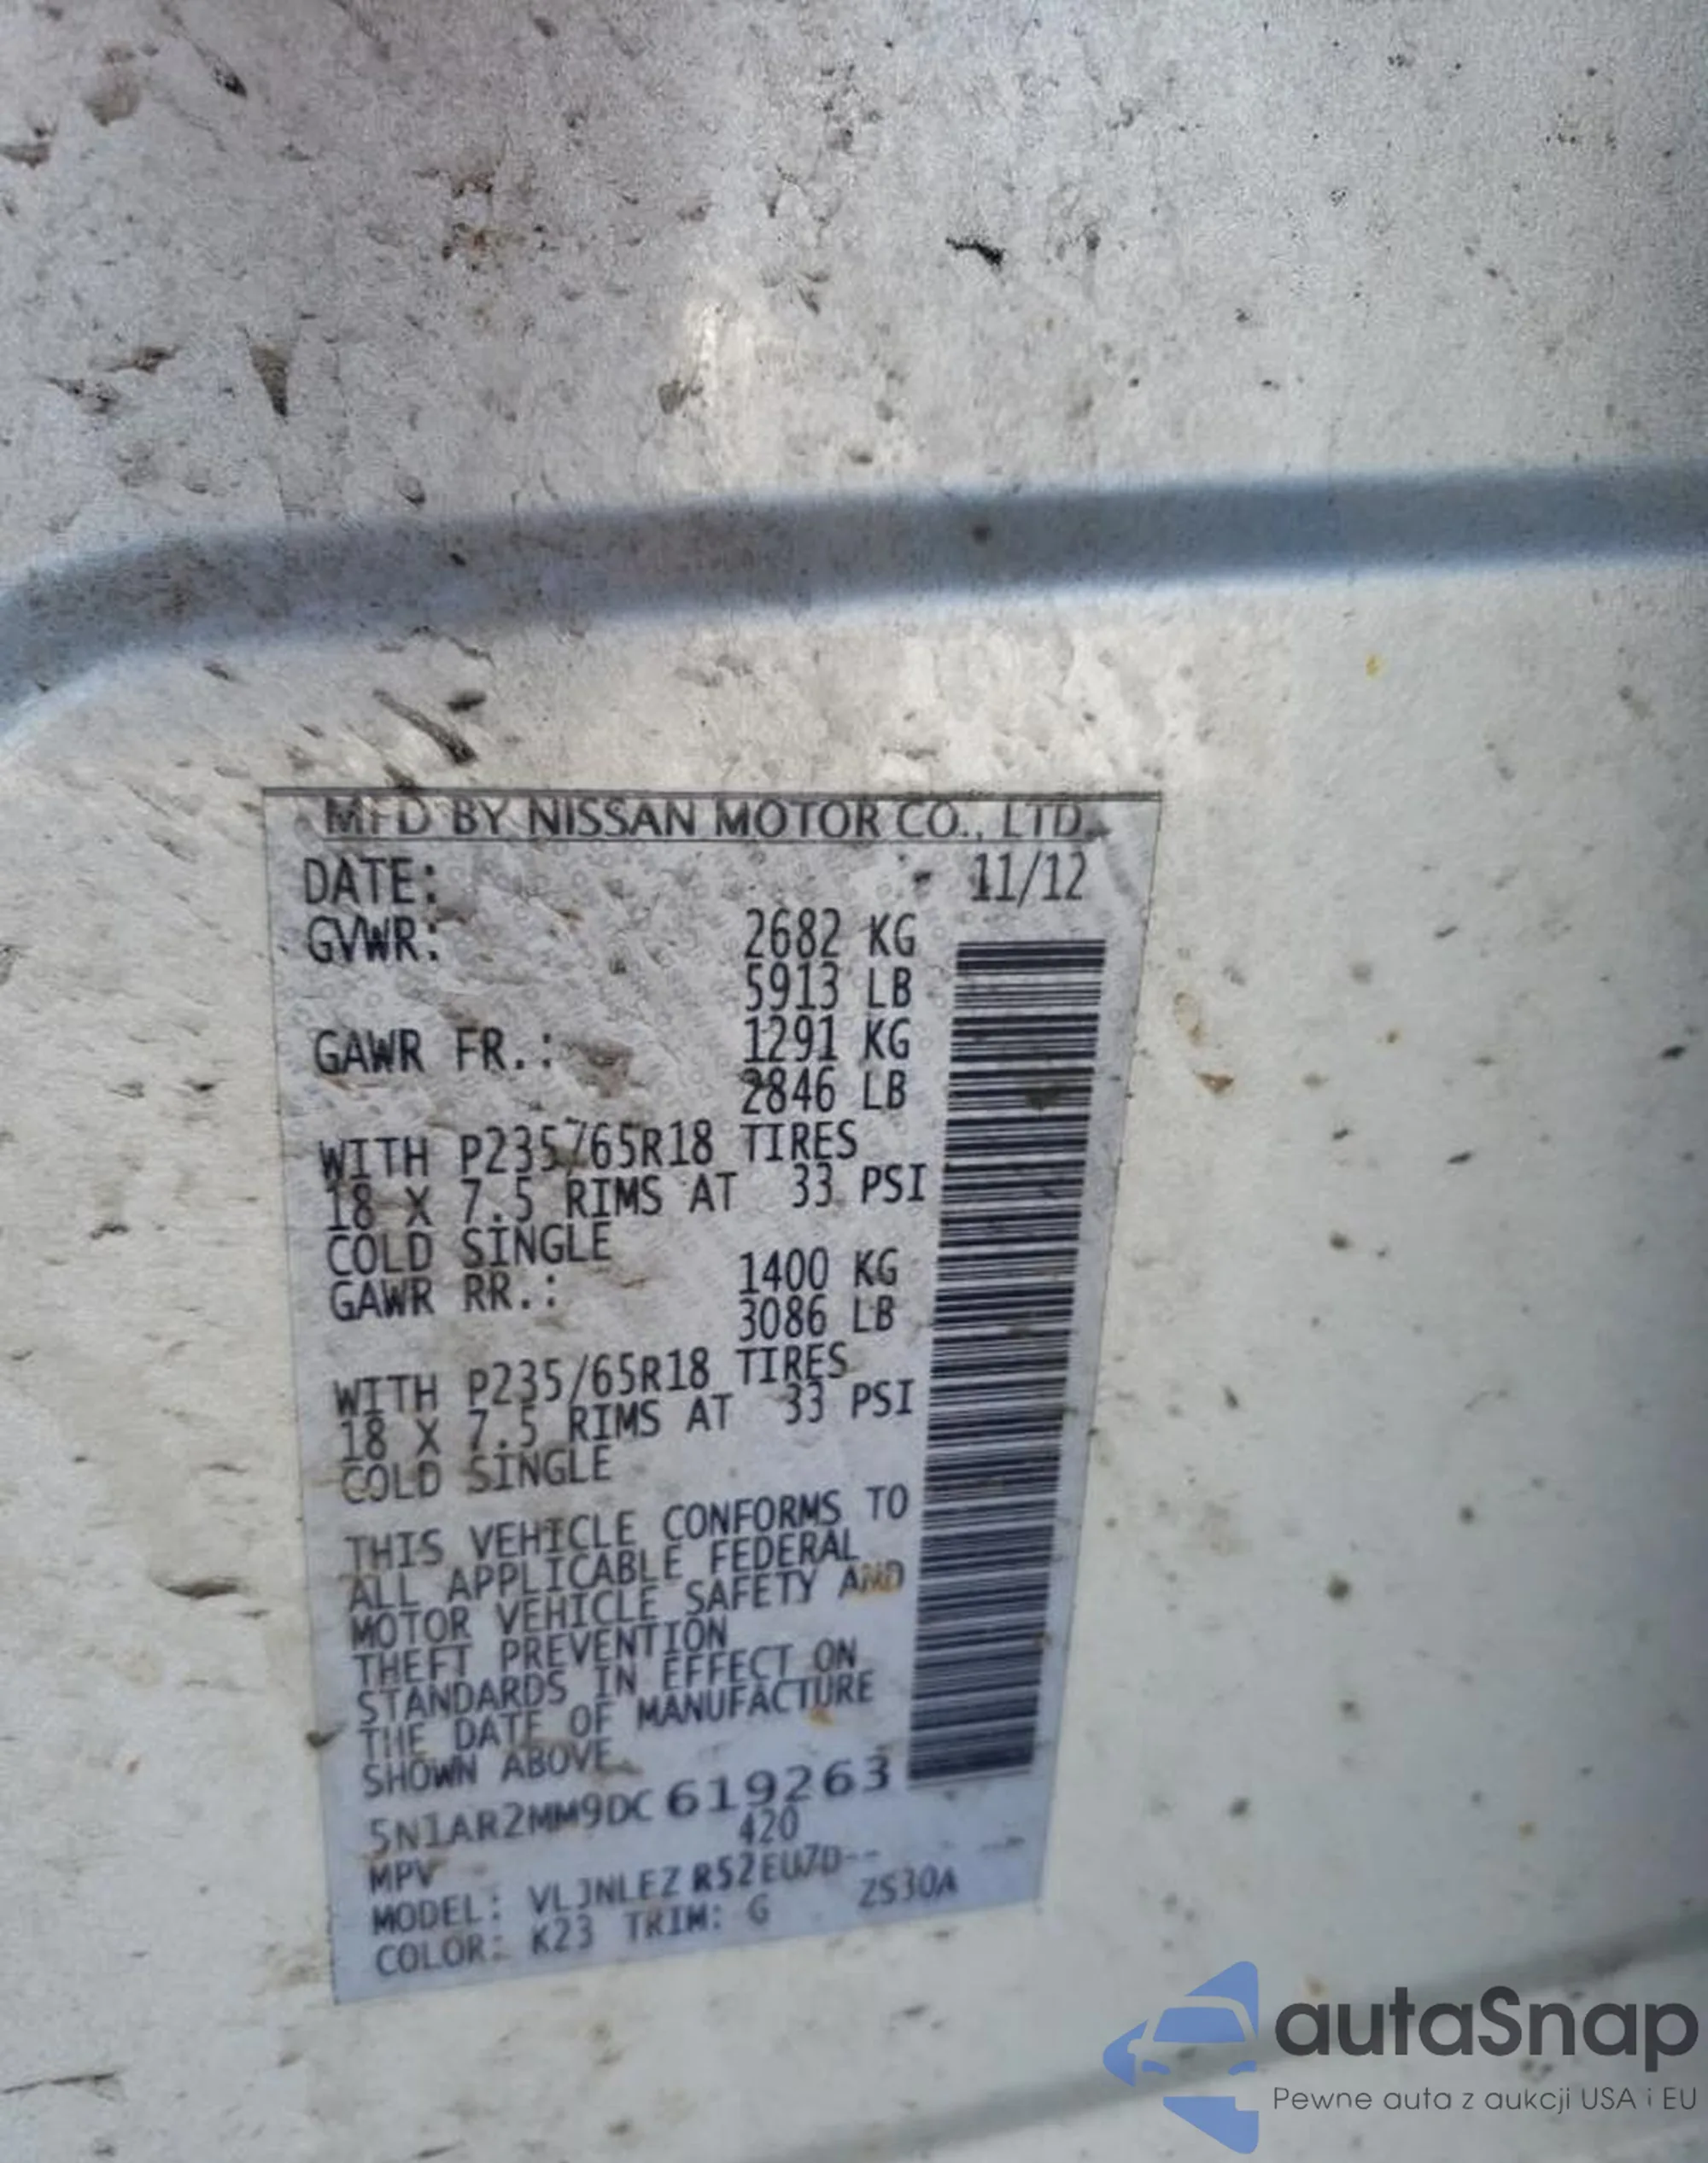 MFD BY NISSAN MOTOR CO., LTD.
DATE: 11/12
GVWR: 2682 KG
5913 LB
GAWR FR.: 1291 KG
2846 LB
WITH P235/65R18 TIRES
18 X 7.5 RIMS AT 33 PSI
COLD SINGLE
GAWR RR.: 1400 KG
3086 LB
WITH P235/65R18 TIRES
18 X 7.5 RIMS AT 33 PSI
COLD SINGLE
THIS VEHICLE CONFORMS TO
ALL APPLICABLE FEDERAL
MOTOR VEHICLE SAFETY AND
THEFT PREVENTION
STANDARDS IN EFFECT ON
THE DATE OF MANUFACTURE
SHOWN ABOVE.
5N1AR2MM9DC 619263
MPV 420
MODEL: VLJNLEZ R52EU7D--
COLOR: K23 TRIM: G ZS30A
autaSnap
Pewne auta z aukcji USA i EU